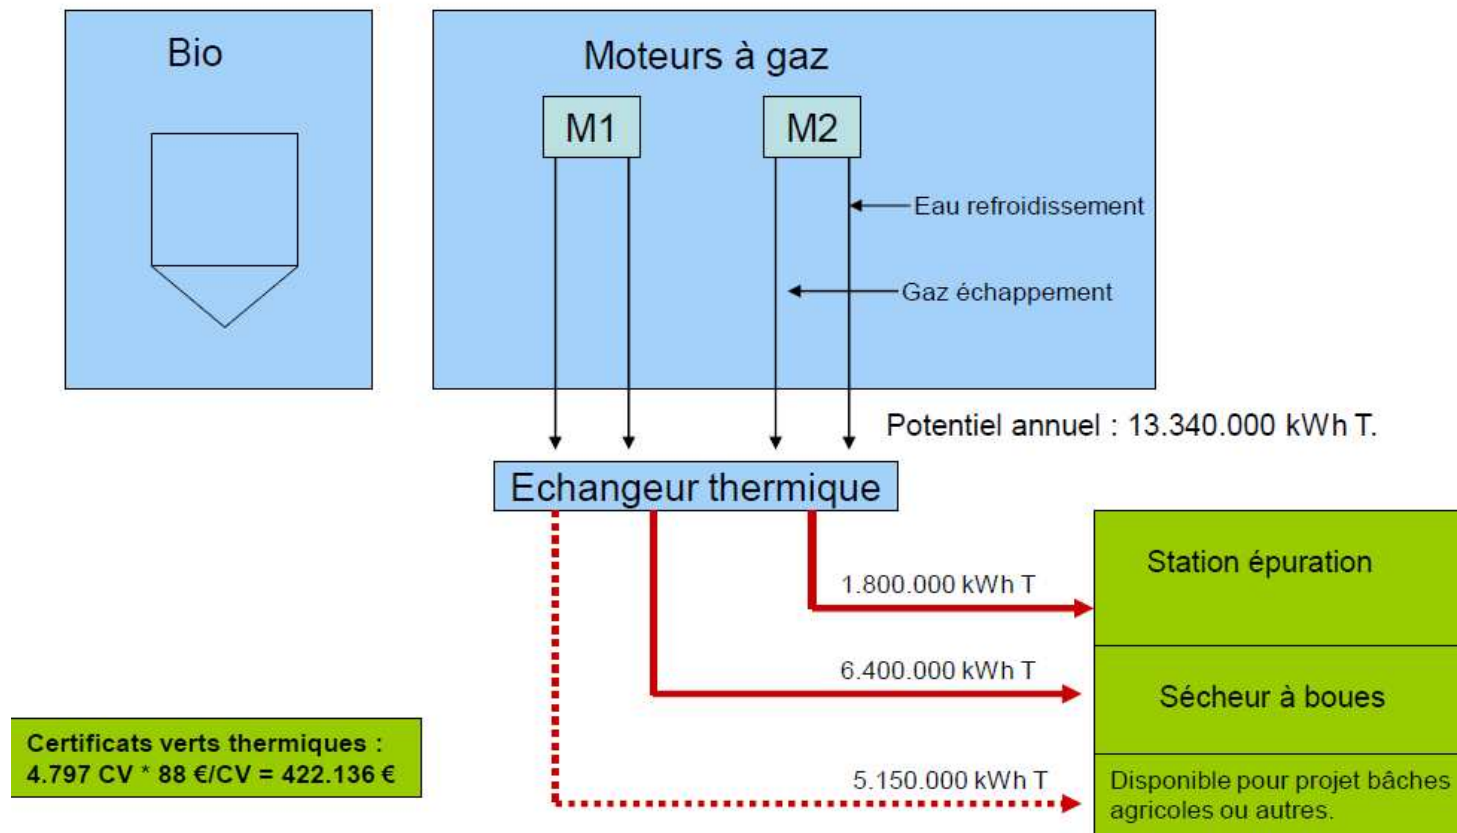 Bio
Moteurs à gaz
M1
M2
Eau refroidissement
Gaz échappement
Potentiel annuel : 13.340.000 kWh T.
Echangeur thermique
Station épuration
1.800.000 kWh T
6.400.000 kWh T
Sécheur à boues
Certificats verts thermiques :
4.797 CV * 88 €/CV = 422.136 €
5.150.000 kWh T
Disponible pour projet bâches
agricoles ou autres.